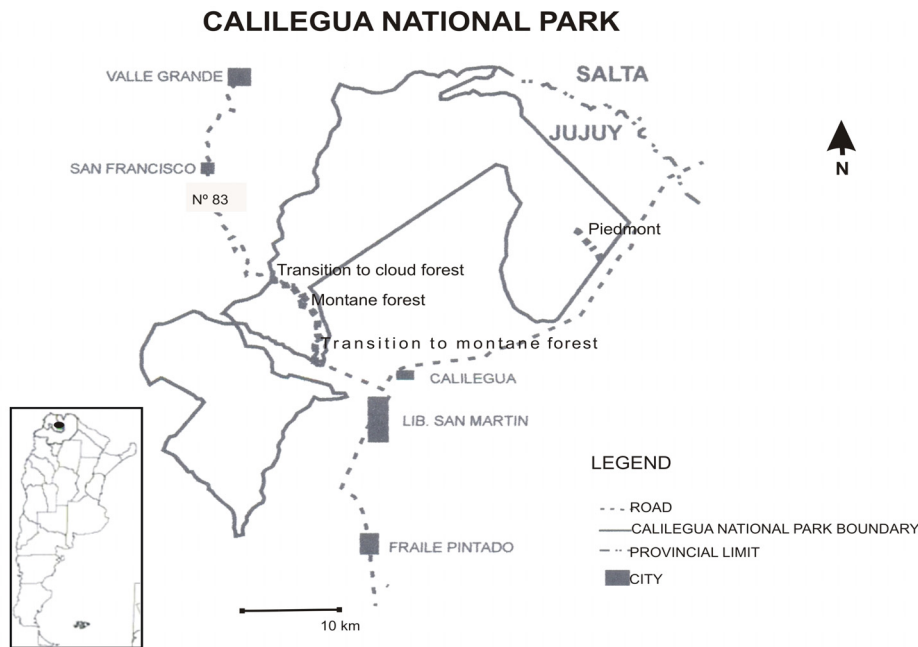 CALILEGUA NATIONAL PARK
VALLE GRANDE
SALTA
JUJUY
SAN FRANCISCO
N
Nº 83
Piedmont
Transition to cloud forest
Montane forest
Transition to montane forest
CALILEGUA
LIB. SAN MARTIN
LEGEND
ROAD
CALILEGUA NATIONAL PARK BOUNDARY
PROVINCIAL LIMIT
CITY
FRAILE PINTADO
10 km